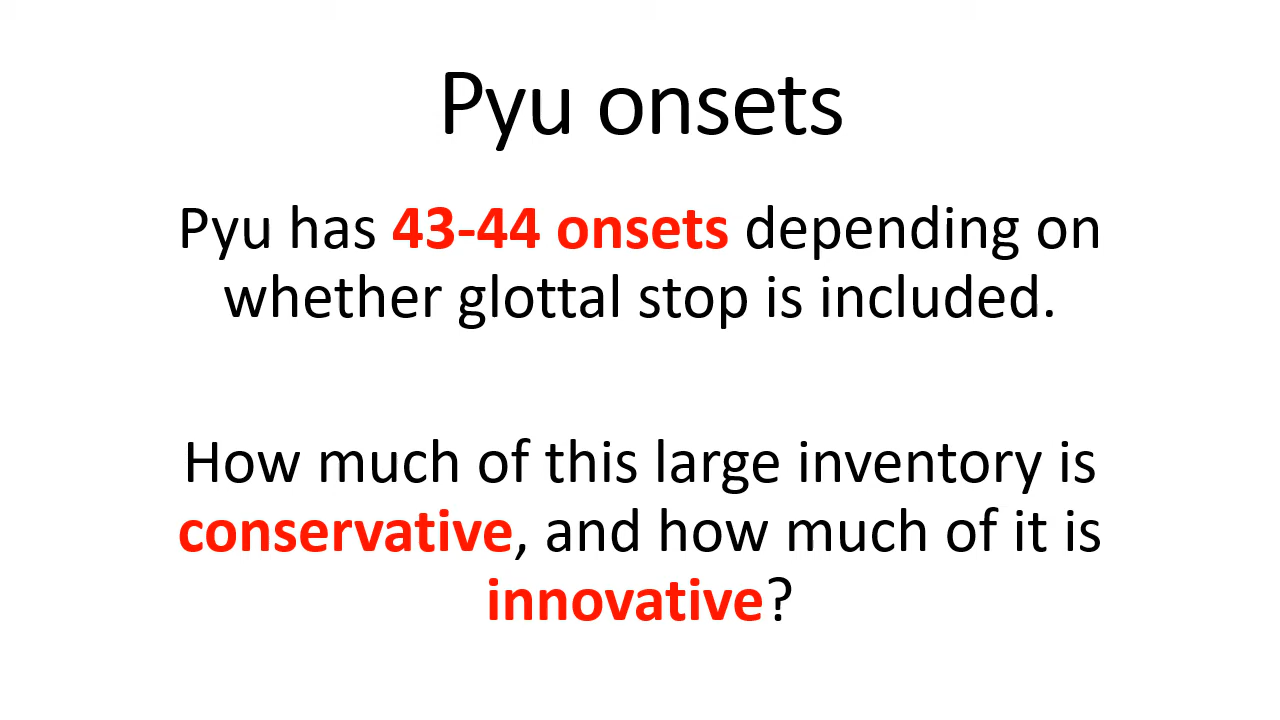 Pyu onsets
Pyu has 43-44 onsets depending on
whether glottal stop is included.
How much of this large inventory is
conservative, and how much of it is
innovative?